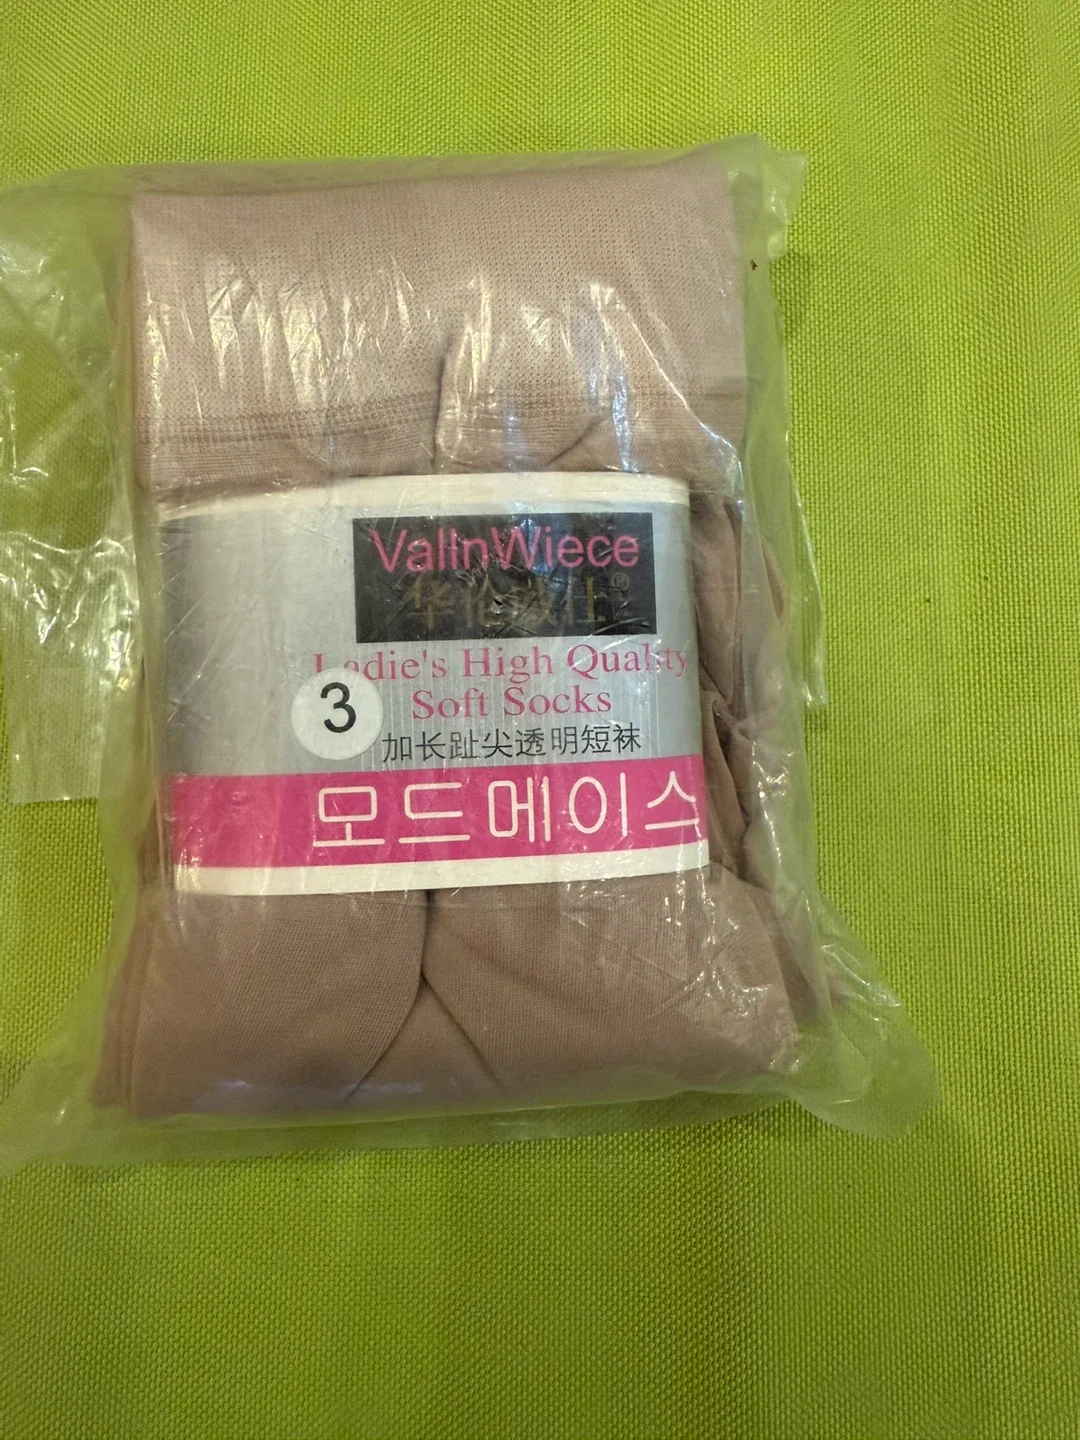 ValInWiece
华伦威仕®
Ladie's High Quality
Soft Socks
3
加长趾尖透明短袜
모드메이스